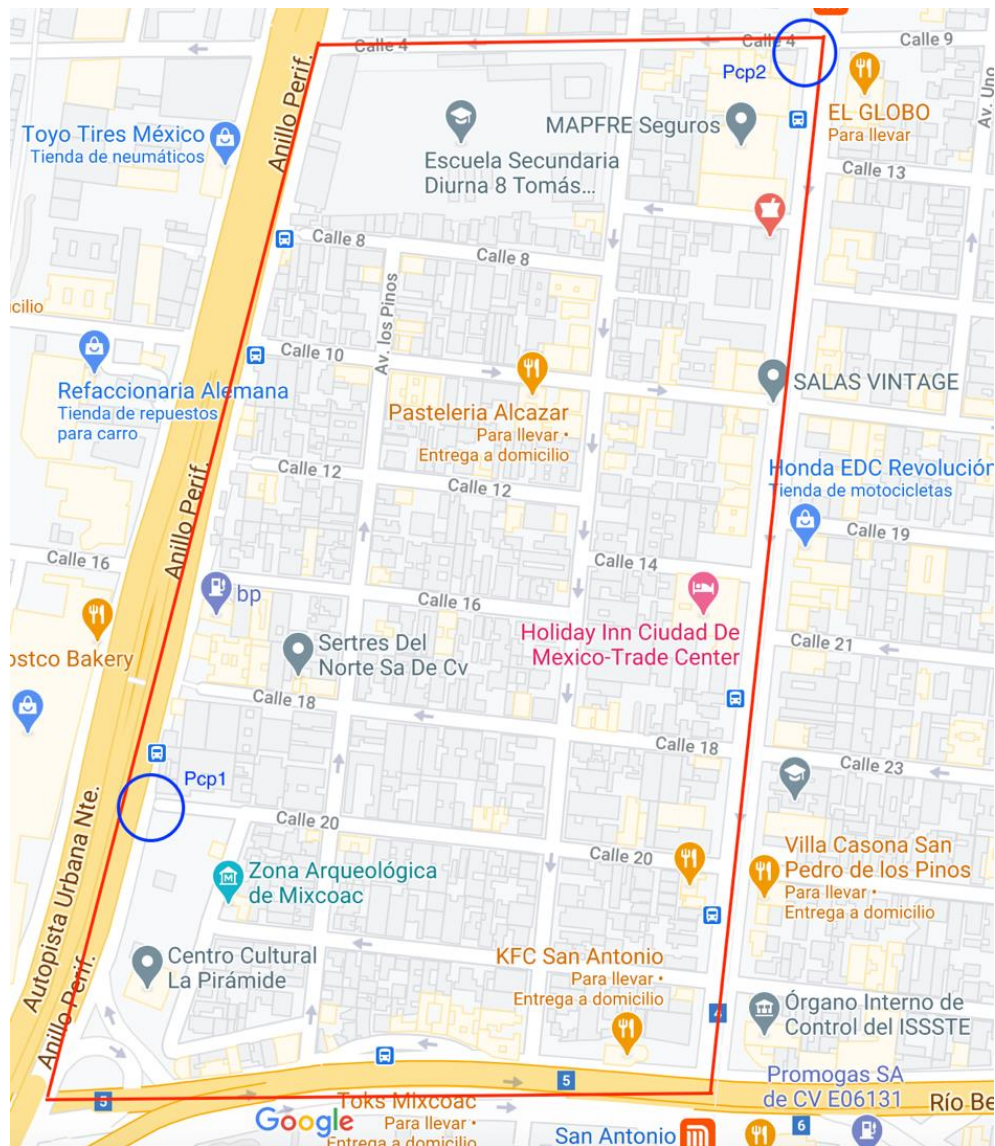 Calle 4
Calle 4
Calle 9
Pcp2
Anillo Perif.
Av. Uno
EL GLOBO
Para llevar
Toyo Tires México
Tienda de neumáticos
MAPFRE Seguros
Escuela Secundaria
Diurna 8 Tomás...
Calle 13
Calle 8
Calle 8
Av. los Pinos
cilio
Calle 10
Refaccionaria Alemana
Tienda de repuestos
para carro
SALAS VINTAGE
Pasteleria Alcazar
Para llevar •
Entrega a domicilio
Anillo Perif.
Calle 12
Calle 12
Honda EDC Revolución
Tienda de motocicletas
Calle 19
Calle 16
Calle 14
bp
Calle 16
Holiday Inn Ciudad De
Mexico-Trade Center
Calle 21
ostco Bakery
Sertres Del
Norte Sa De Cv
Calle 18
Calle 18
Calle 23
Pcp1
Autopista Urbana Nte.
Calle 20
Calle 20
Villa Casona San
Pedro de los Pinos
Para llevar •
Entrega a domicilio
Zona Arqueológica
de Mixcoac
Anillo Perif.
Centro Cultural
La Pirámide
KFC San Antonio
Para llevar •
Entrega a domicilio
Órgano Interno de
Control del ISSSTE
4
5
5
Promogas SA
de CV E06131
Río Be
Google
Toks Mixcoac
Para llevar •
Entrega a domicilio
San Antonio
6